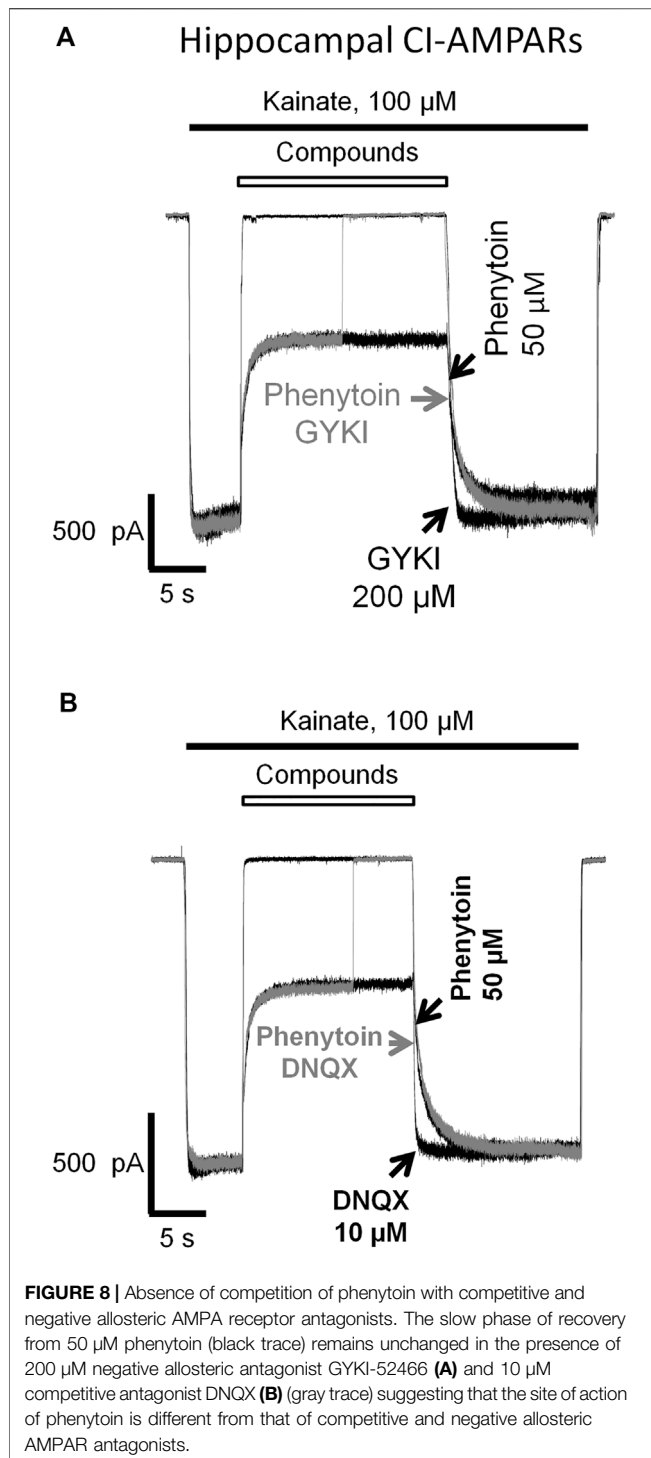 A
Hippocampal CI-AMPARs
Kainate, 100 µM
Compounds
Phenytoin
50 µM
Phenytoin
GYKI
500 pA
5 s
GYKI
200 µM
B
Kainate, 100 µM
Compounds
Phenytoin
50 µM
Phenytoin
DNQX
500 pA
5 s
DNQX
10 µM
FIGURE 8 | Absence of competition of phenytoin with competitive and
negative allosteric AMPA receptor antagonists. The slow phase of recovery
from 50 µM phenytoin (black trace) remains unchanged in the presence of
200 µM negative allosteric antagonist GYKI-52466 (A) and 10 µM
competitive antagonist DNQX (B) (gray trace) suggesting that the site of action
of phenytoin is different from that of competitive and negative allosteric
AMPAR antagonists.